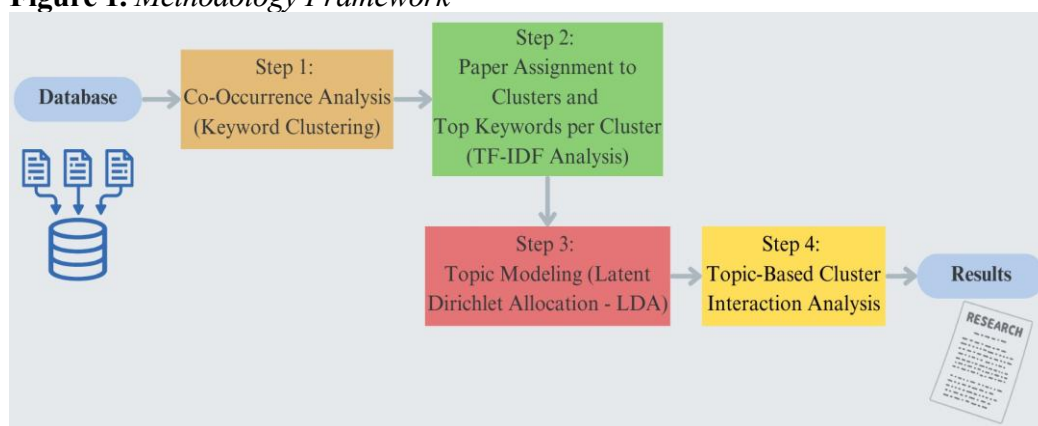 Figure 1. Methodology Framework
Database
Step 1:
Co-Occurrence Analysis
(Keyword Clustering)
Step 2:
Paper Assignment to
Clusters and
Top Keywords per Cluster
(TF-IDF Analysis)
Step 3:
Topic Modeling (Latent
Dirichlet Allocation - LDA)
Step 4:
Topic-Based Cluster
Interaction Analysis
Results
RESEARCH